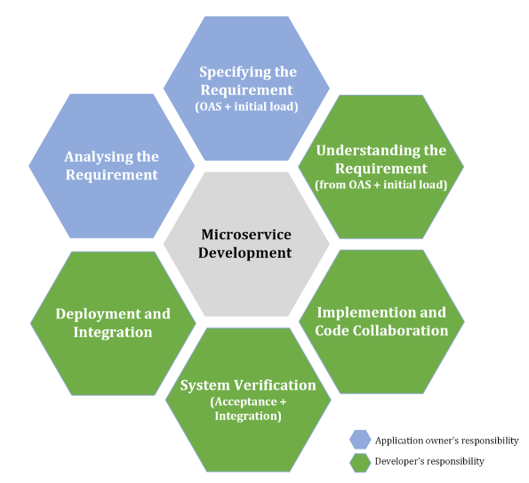 Specifying the
Requirement
(OAS + initial load)
Understanding the
Requirement
(from OAS + initial load)
Analysing the
Requirement
Microservice
Development
Implemention and
Code Collaboration
Deployment and
Integration
System Verification
(Acceptance +
Integration)
Application owner's responsibility
Developer's responsibility